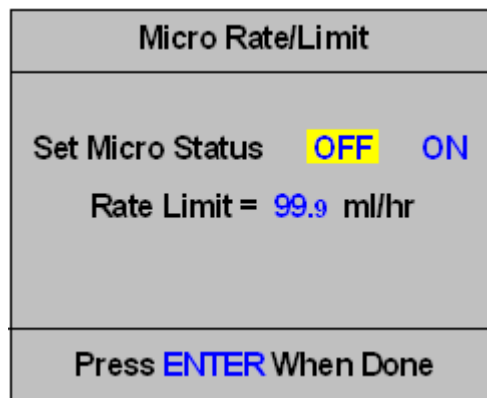 Micro Rate/Limit
Set Micro Status OFF ON
Rate Limit = 99.9 ml/hr
Press ENTER When Done